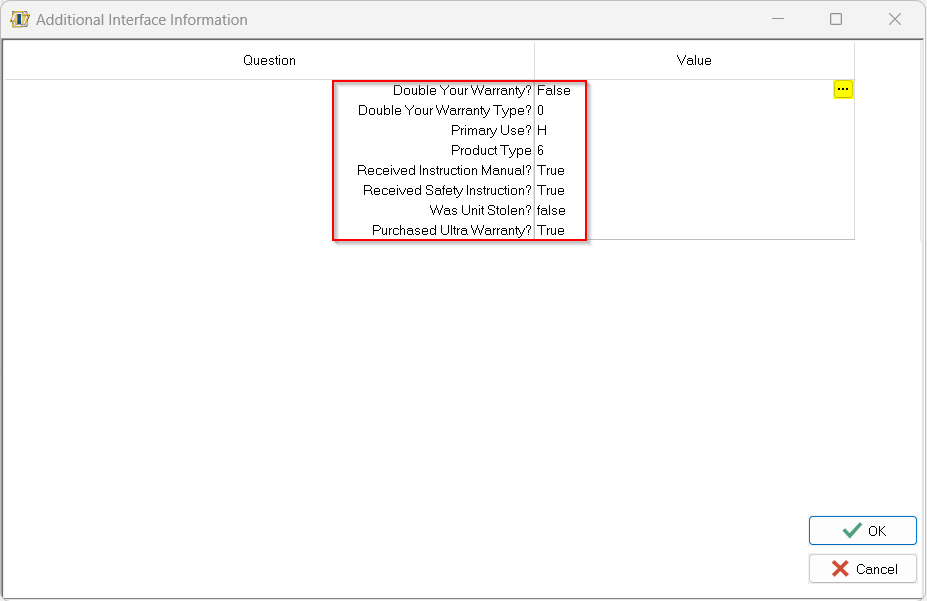 Additional Interface Information
Question Value
Double Your Warranty? False ...
Double Your Warranty Type? 0
Primary Use? H
Product Type 6
Received Instruction Manual? True
Received Safety Instruction? True
Was Unit Stolen? false
Purchased Ultra Warranty? True
OK
Cancel